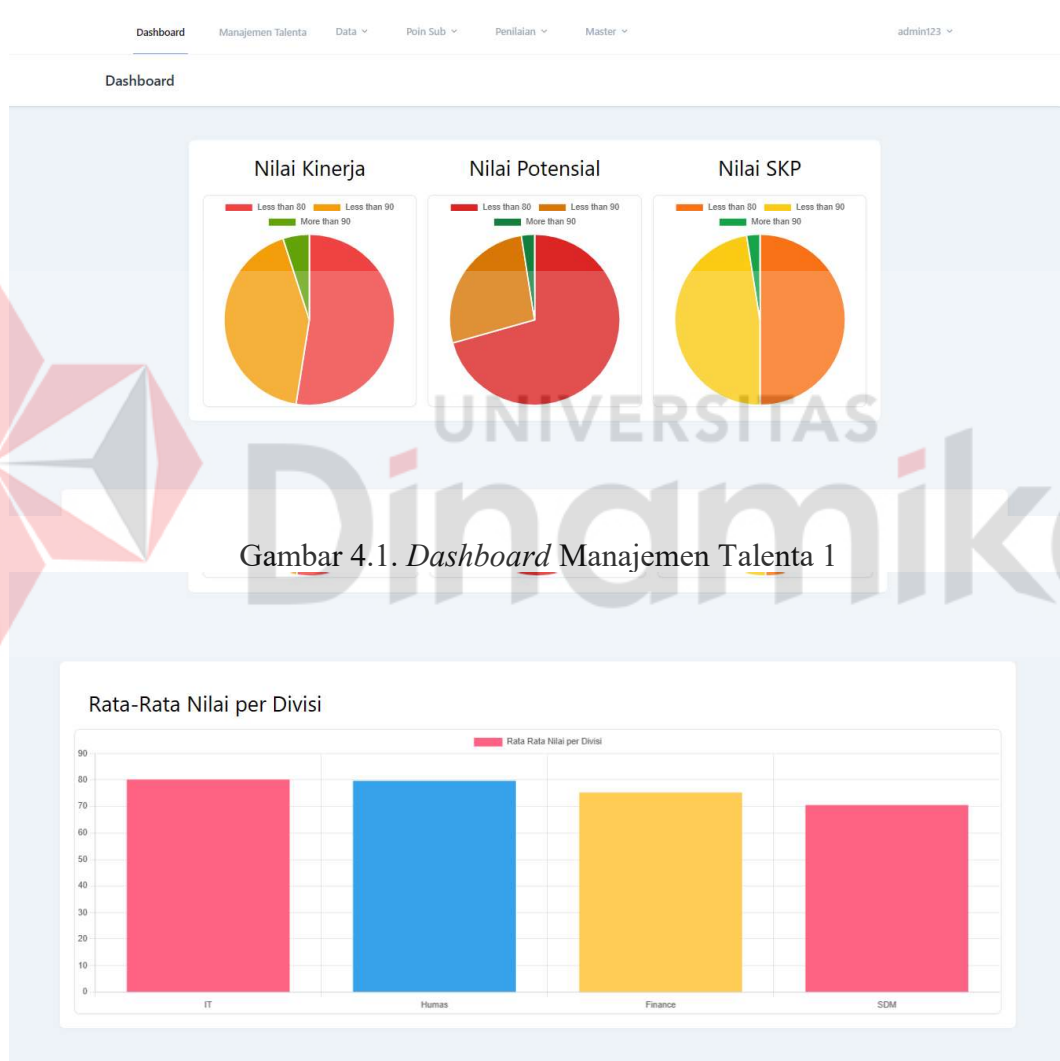 Dashboard Manajemen Talenta Data Poin Sub Penilaian Master admin123
Dashboard
Nilai Kinerja Nilai Potensial Nilai SKP
Less than 80 Less than 90 Less than 80 Less than 90 Less than 80 Less than 90
More than 90 More than 90 More than 90
UNIVERSITAS
Dinamika
Gambar 4.1. Dashboard Manajemen Talenta 1
Rata-Rata Nilai per Divisi
Rata Rata Nilai per Divisi
90
80
70
60
50
40
30
20
10
0
IT Humas Finance SDM